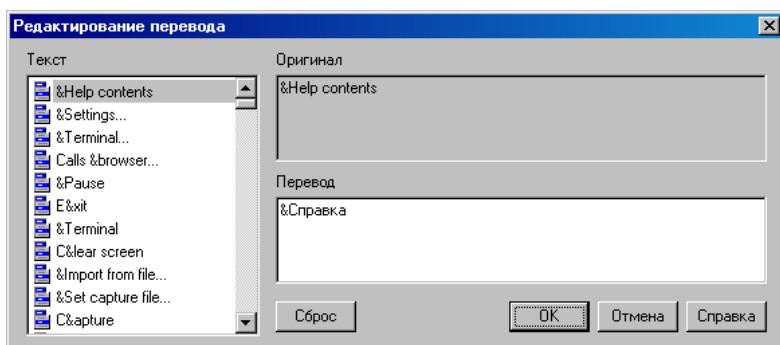 Редактирование перевода
Текст
&Help contents
&Settings...
&Terminal...
Calls &browser...
&Pause
E&xit
&Terminal
C&lear screen
&Import from file...
&Set capture file...
C&apture
Оригинал
&Help contents
Перевод
&Справка
Сброс
OK
Отмена
Справка